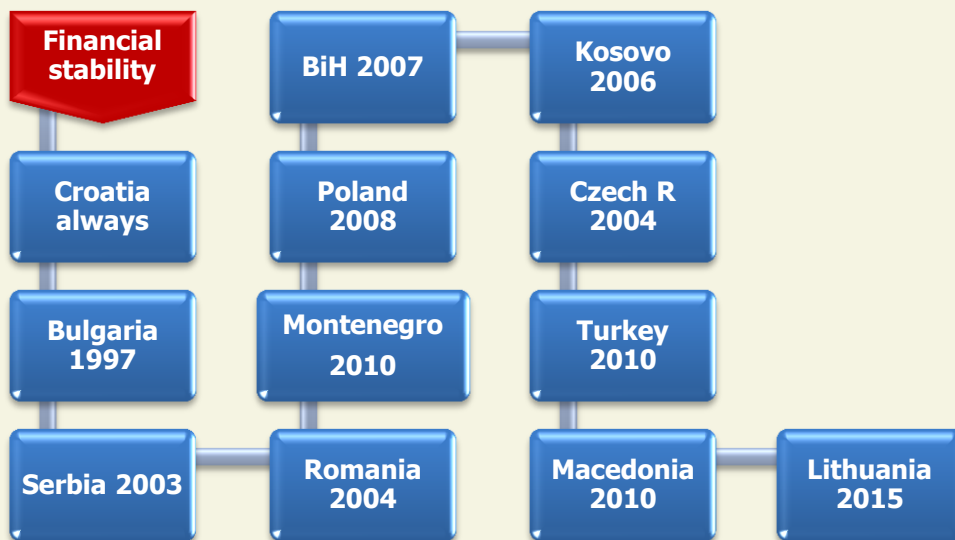 Financial
stability
Croatia
always
Bulgaria
1997
Serbia 2003
Romania
2004
Montenegro
2010
Poland
2008
BiH 2007
Kosovo
2006
Czech R
2004
Turkey
2010
Macedonia
2010
Lithuania
2015